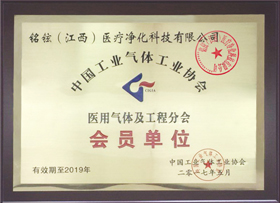 铭铉（江西）医疗净化科技有限公司
中国工业气体工业协会
医用气体及工程分会
会员单位
有效期至2019年
中国工业气体工业协会
二〇一七年五月